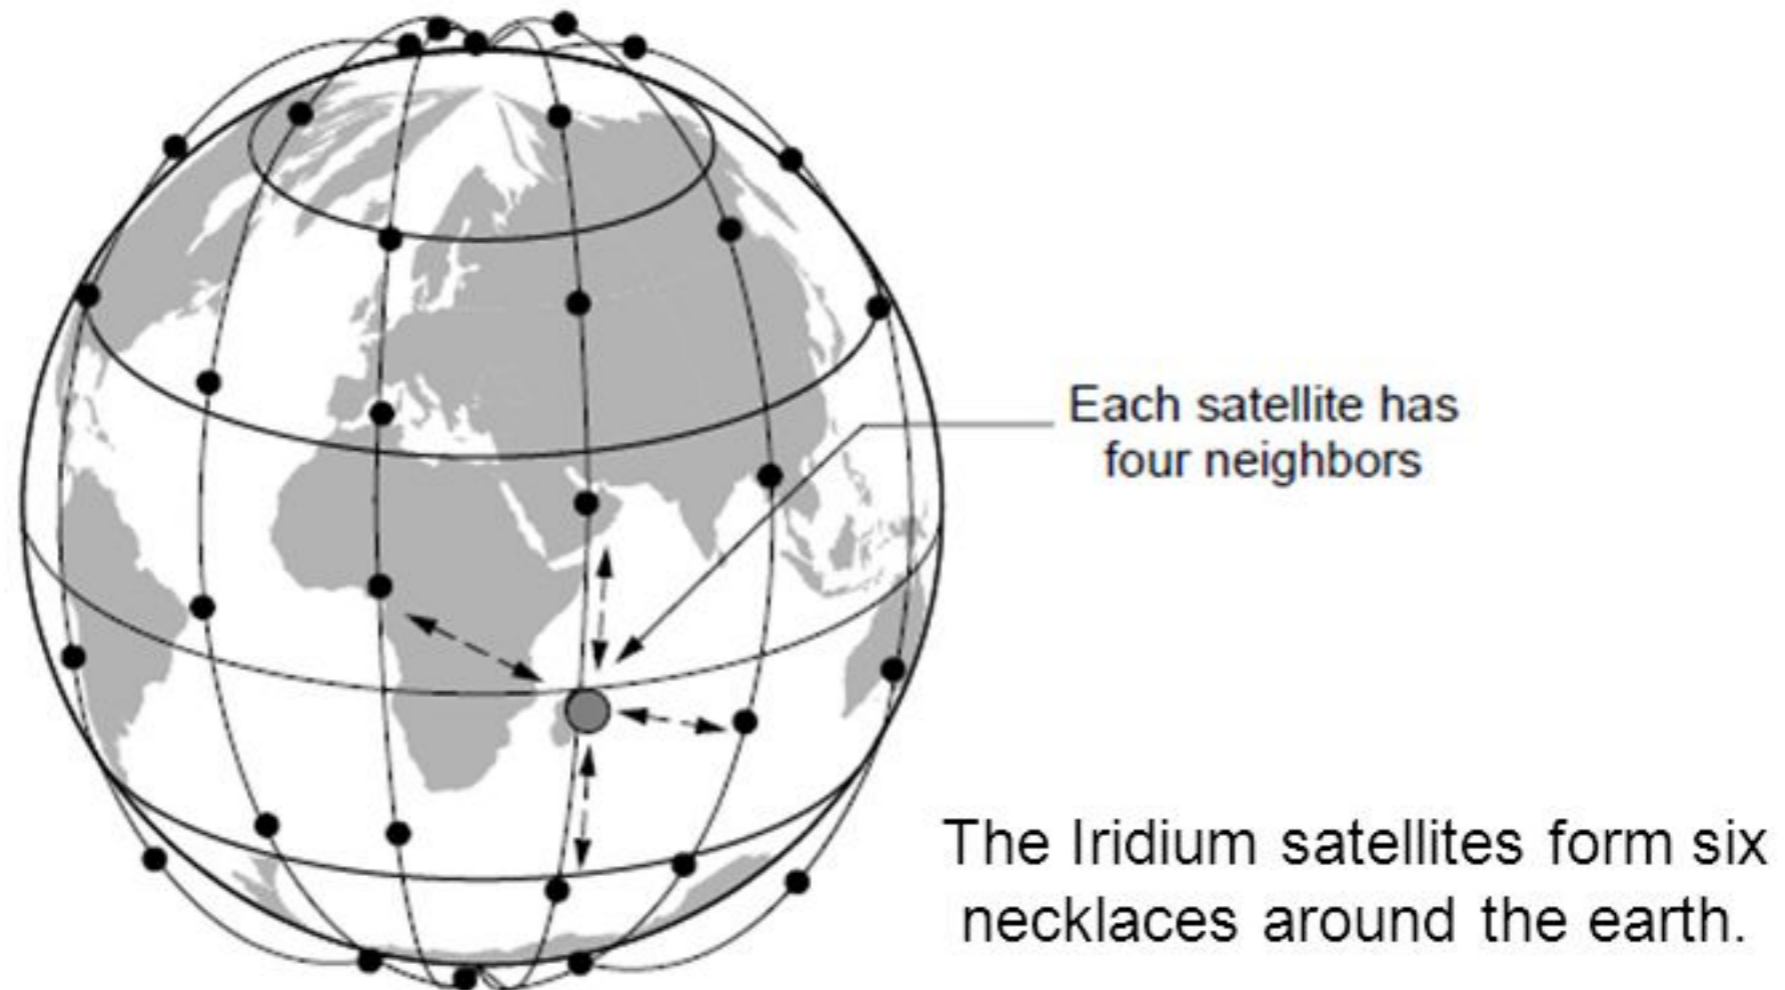 Each satellite has
four neighbors
The Iridium satellites form six
necklaces around the earth.